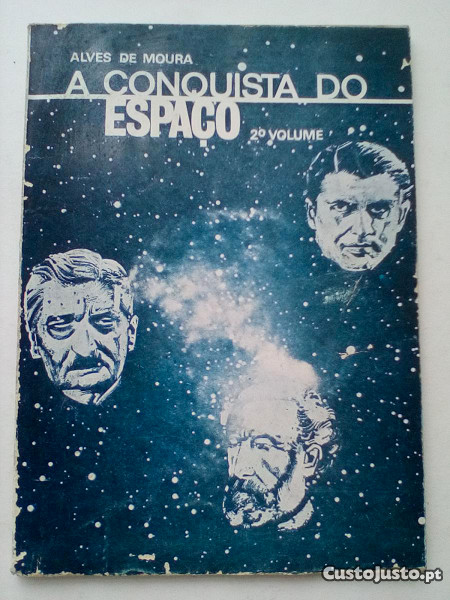 ALVES DE MOURA
A CONQUISTA DO
ESPAÇO
2º VOLUME
CustoJusto.pt